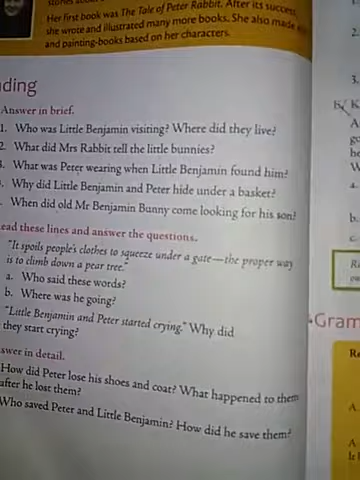 stories about
Her first book was The Tale of Peter Rabbit. After its success,
she wrote and illustrated many more books. She also made
and painting-books based on her characters.
ding
Answer in brief.
1. Who was Little Benjamin visiting? Where did they live?
2. What did Mrs Rabbit tell the little bunnies?
What was Peter wearing when Little Benjamin found him?
Why did Little Benjamin and Peter hide under a basket?
When did old Mr Benjamin Bunny come looking for his son?
ead these lines and answer the questions.
"It spoils people's clothes to squeeze under a gate—the proper way
is to climb down a pear tree."
a. Who said these words?
b. Where was he going?
"Little Benjamin and Peter started crying." Why did
they start crying?
swer in detail.
How did Peter lose his shoes and coat? What happened to them
after he lost them?
Who saved Peter and Little Benjamin? How did he save them?
2.
3.
A
W
a.
b.
c.
Gram
A.
A